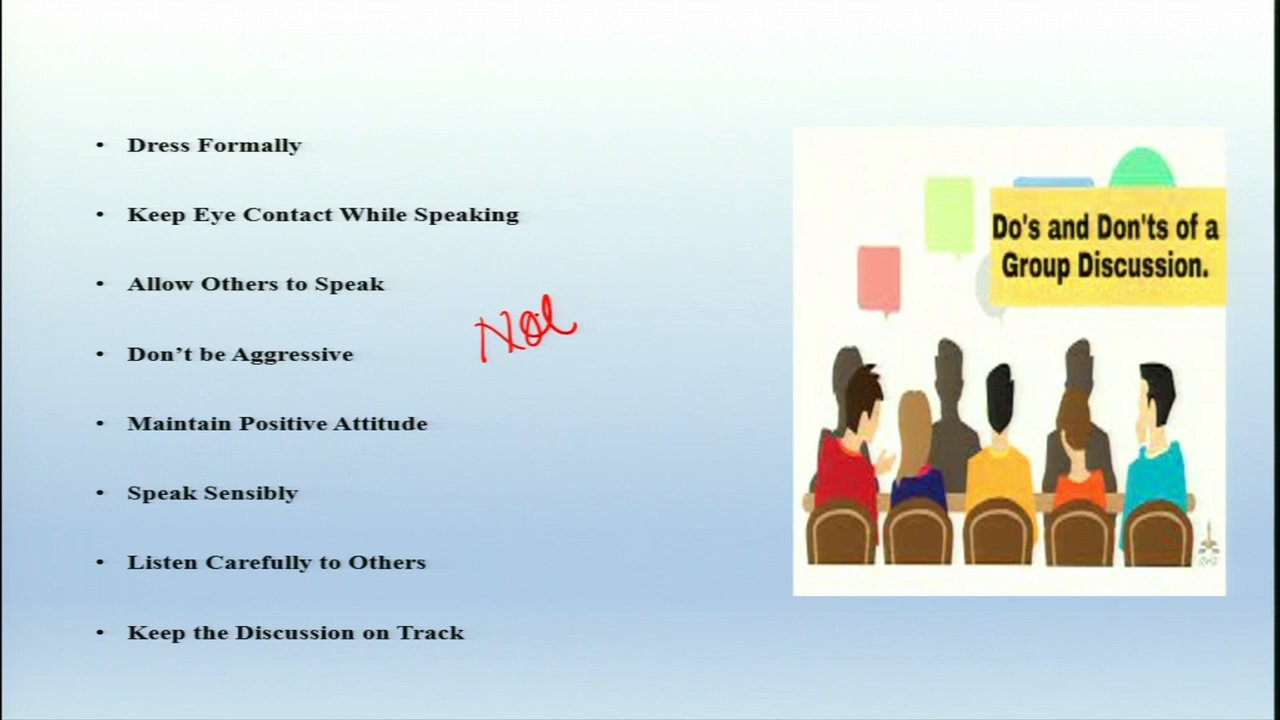 • Dress Formally
• Keep Eye Contact While Speaking
• Allow Others to Speak
• Don’t be Aggressive
• Maintain Positive Attitude
• Speak Sensibly
• Listen Carefully to Others
• Keep the Discussion on Track
Do's and Don'ts of a
Group Discussion.